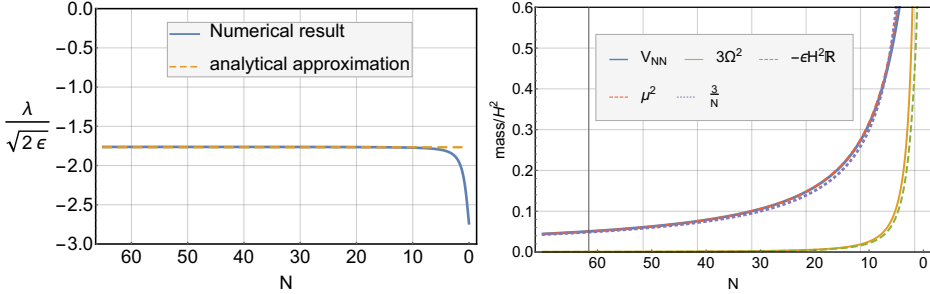 0.0
-0.5
-1.0
-1.5
-2.0
-2.5
-3.0
λ
√2 ϵ
Numerical result
analytical approximation
60 50 40 30 20 10 0
N
0.6
0.5
0.4
0.3
0.2
0.1
0.0
mass/H²
V_NN 3Ω² -ϵH²ℝ
μ² 3/N
60 50 40 30 20 10 0
N